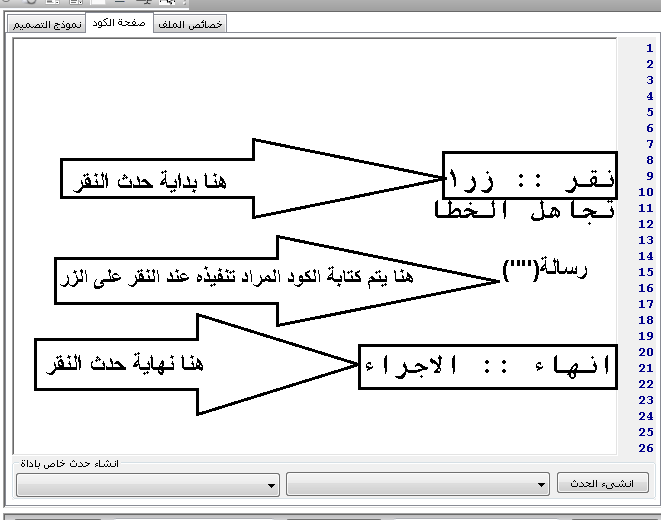 خصائص الملف
صفحة الكود
نموذج التصميم
1
2
3
4
5
6
7
8
9
10
11
12
13
14
15
16
17
18
19
20
21
22
23
24
25
26
نقر :: زر١
هنا بداية حدث النقر
تجاهل الخطا
رسالة("")
هنا يتم كتابة الكود المراد تنفيذه عند النقر على الزر
انهاء :: الاجراء
هنا نهاية حدث النقر
انشاء حدث خاص باداة
انشىء الحدث